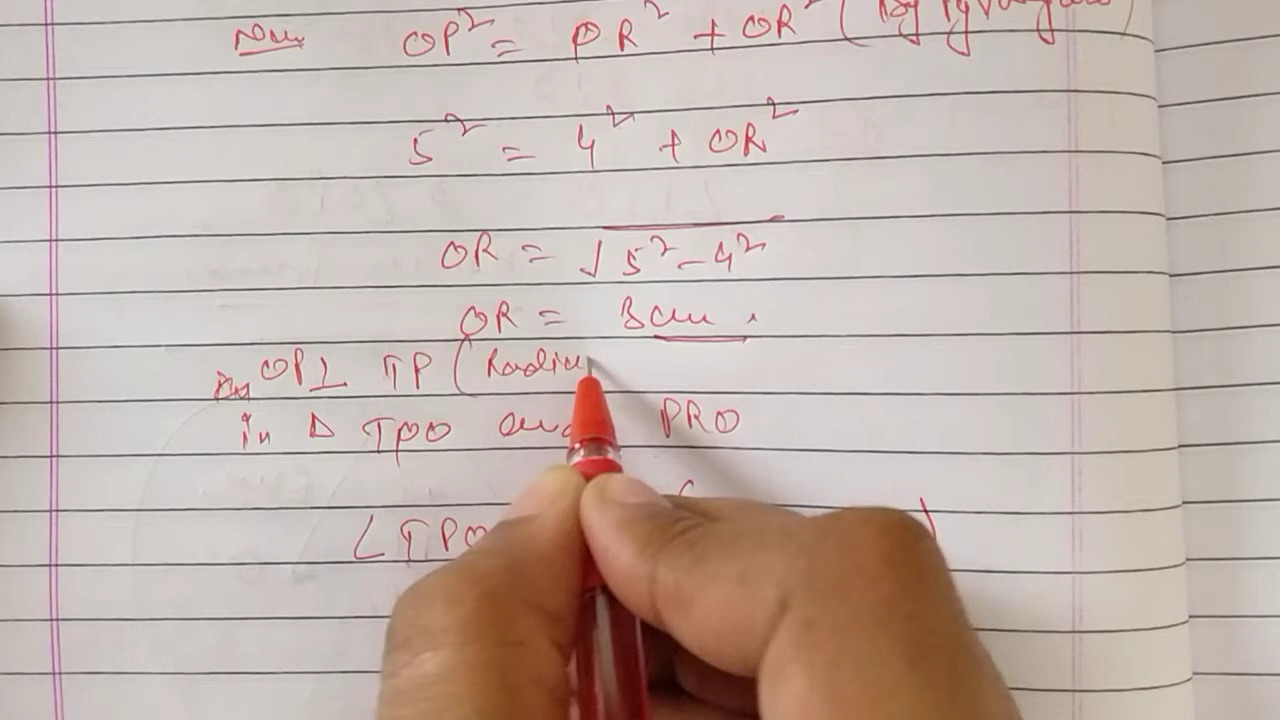 Now OP² = PR² + OR² (By
5² = 4² + OR²
OR = √5²-4²
OR = 3cm.
OP⊥ TP (Radiu
in Δ TPO and PRO
∠TPO